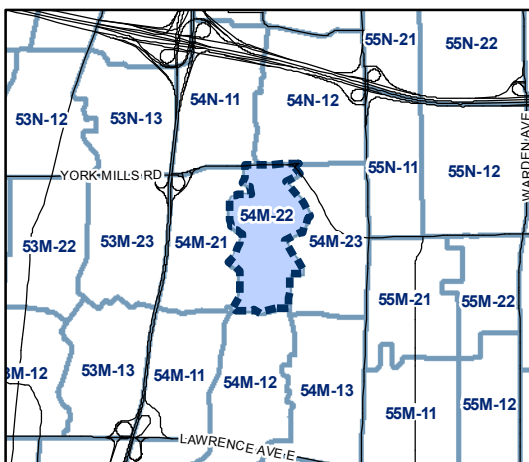 55N-21
55N-22
54N-11
54N-12
53N-12
53N-13
55N-11
55N-12
YORK MILLS RD
WARDEN AVE
54M-22
53M-22
53M-23
54M-21
54M-23
55M-21
55M-22
53M-13
54M-11
54M-12
54M-13
55M-11
55M-12
LAWRENCE AVE E